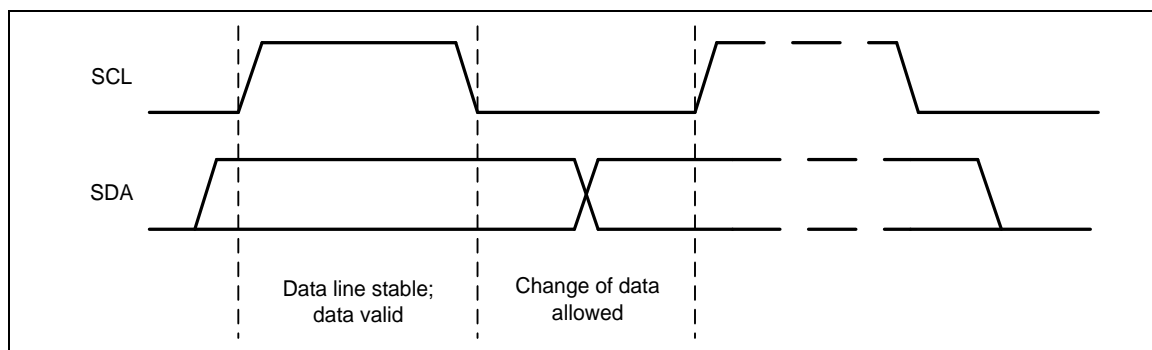 SCL
SDA
Data line stable;
data valid
Change of data
allowed